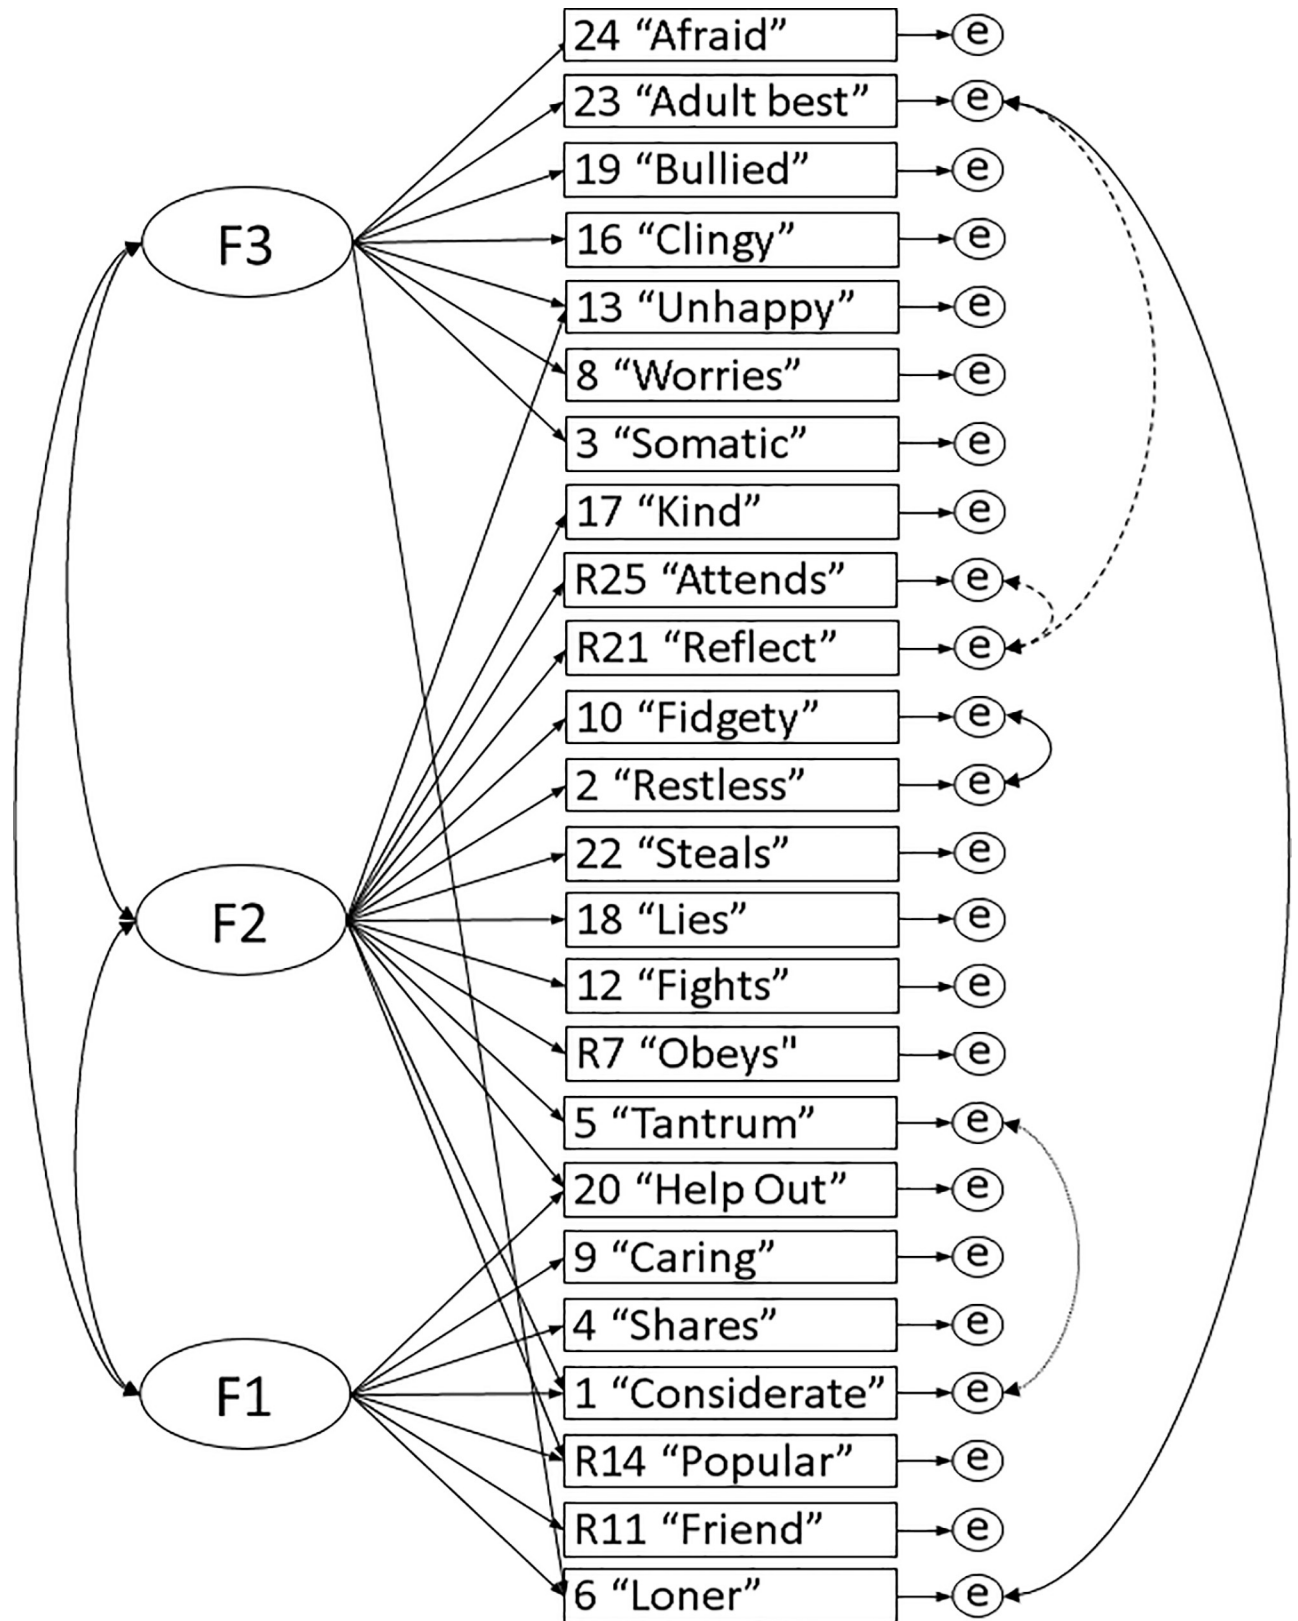 24 “Afraid” e
23 “Adult best” e
19 “Bullied” e
16 “Clingy” e
F3
13 “Unhappy” e
8 “Worries” e
3 “Somatic” e
17 “Kind” e
R25 “Attends” e
R21 “Reflect” e
10 “Fidgety” e
2 “Restless” e
22 “Steals” e
F2
18 “Lies” e
12 “Fights” e
R7 “Obeys" e
5 “Tantrum” e
20 “Help Out” e
9 “Caring” e
4 “Shares” e
F1
1 “Considerate” e
R14 “Popular” e
R11 “Friend” e
6 “Loner” e